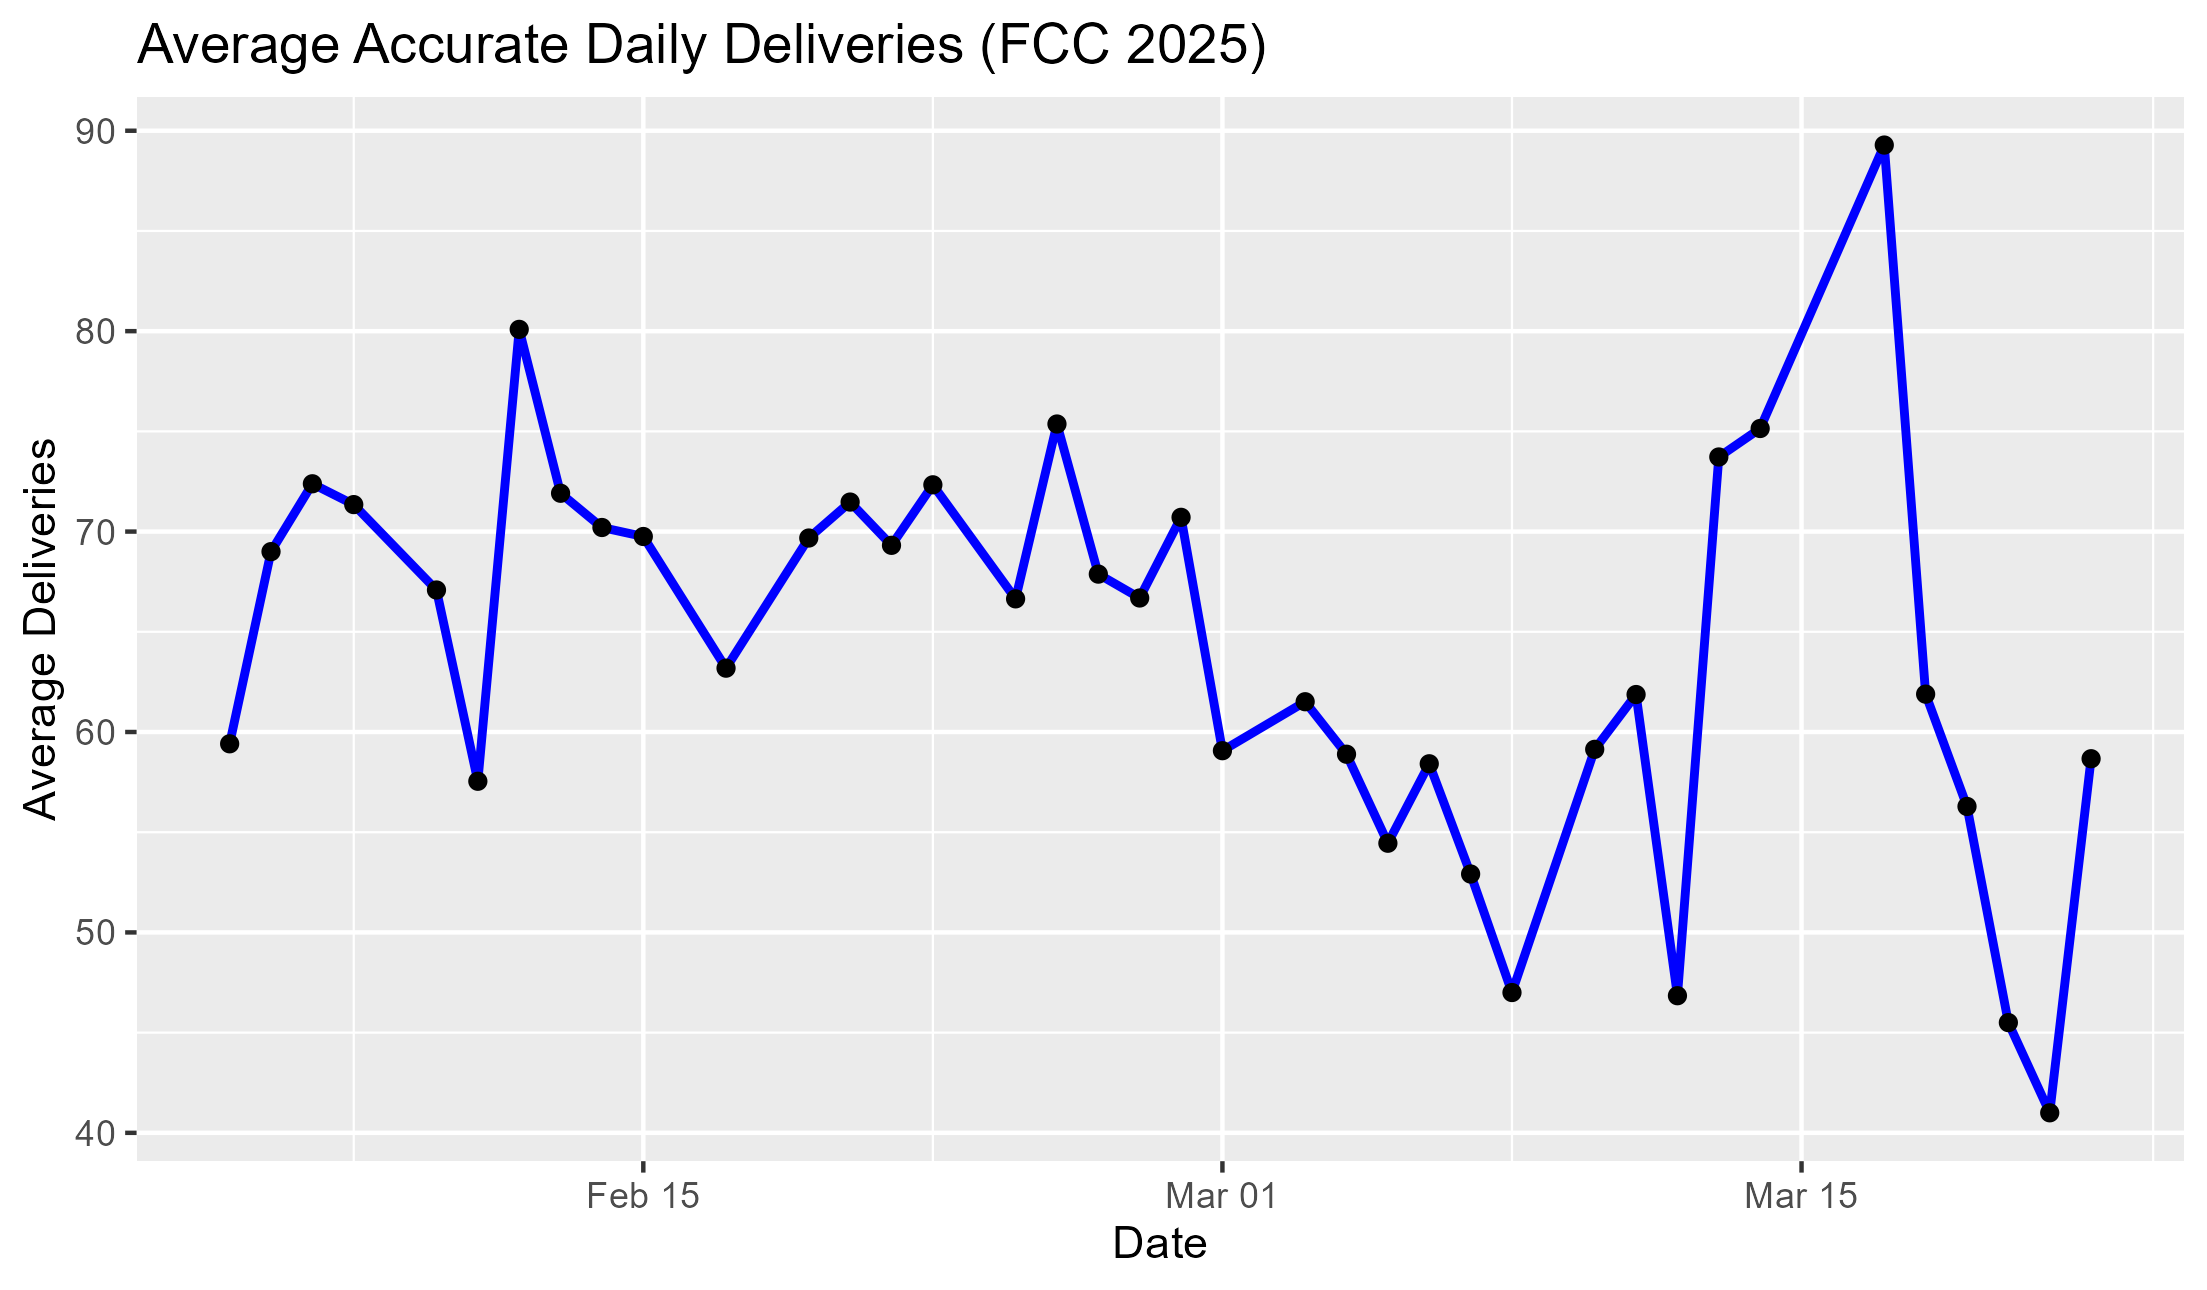 Average Accurate Daily Deliveries (FCC 2025)
Average Deliveries
90
80
70
60
50
40
Feb 15
Mar 01
Mar 15
Date